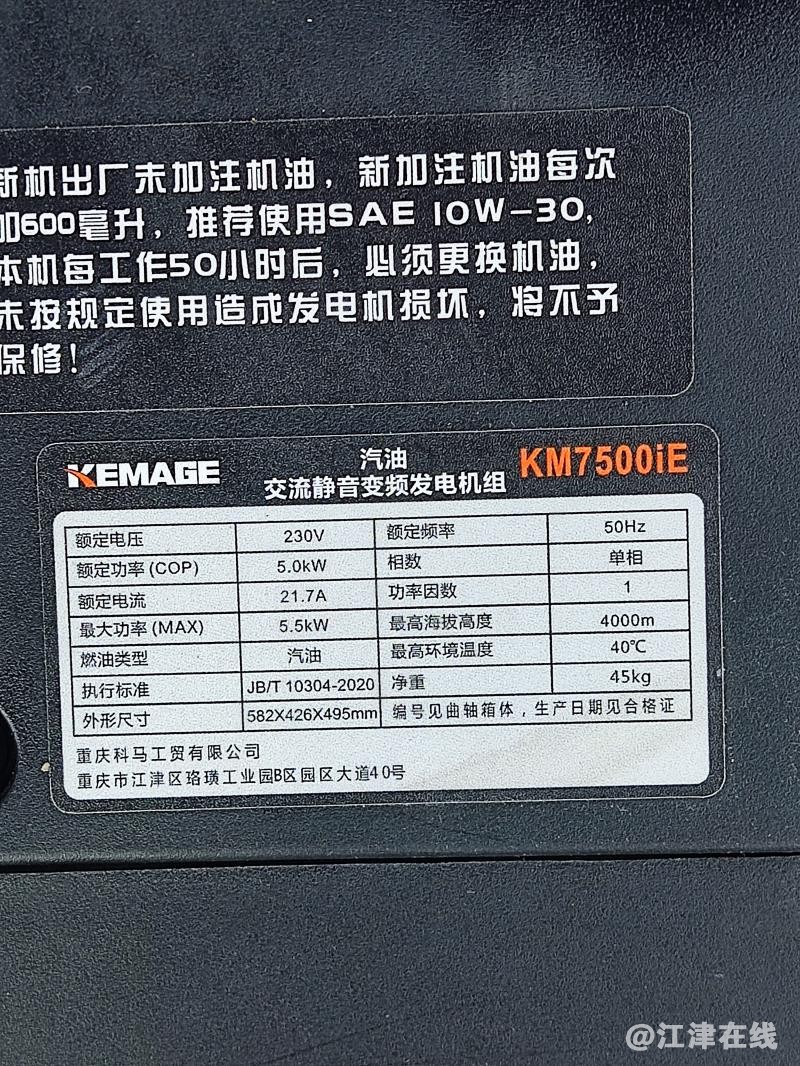 新机出厂未加注机油，新加注机油每次
加600毫升，推荐使用SAE 10W-30,
本机每工作50小时后，必须更换机油，
未按规定使用造成发电机损坏，将不予
保修！
KEMAGE 汽油 KM7500iE
交流静音变频发电机组
额定电压 230V 额定频率 50Hz
额定功率(COP) 5.0kW 相数 单相
额定电流 21.7A 功率因数 1
最大功率(MAX) 5.5kW 最高海拔高度 4000m
燃油类型 汽油 最高环境温度 40℃
执行标准 JB/T 10304-2020 净重 45kg
外形尺寸 582X426X495mm 编号见曲轴箱体，生产日期见合格证
重庆科马工贸有限公司
重庆市江津区珞璜工业园B区园区大道40号
@江津在线